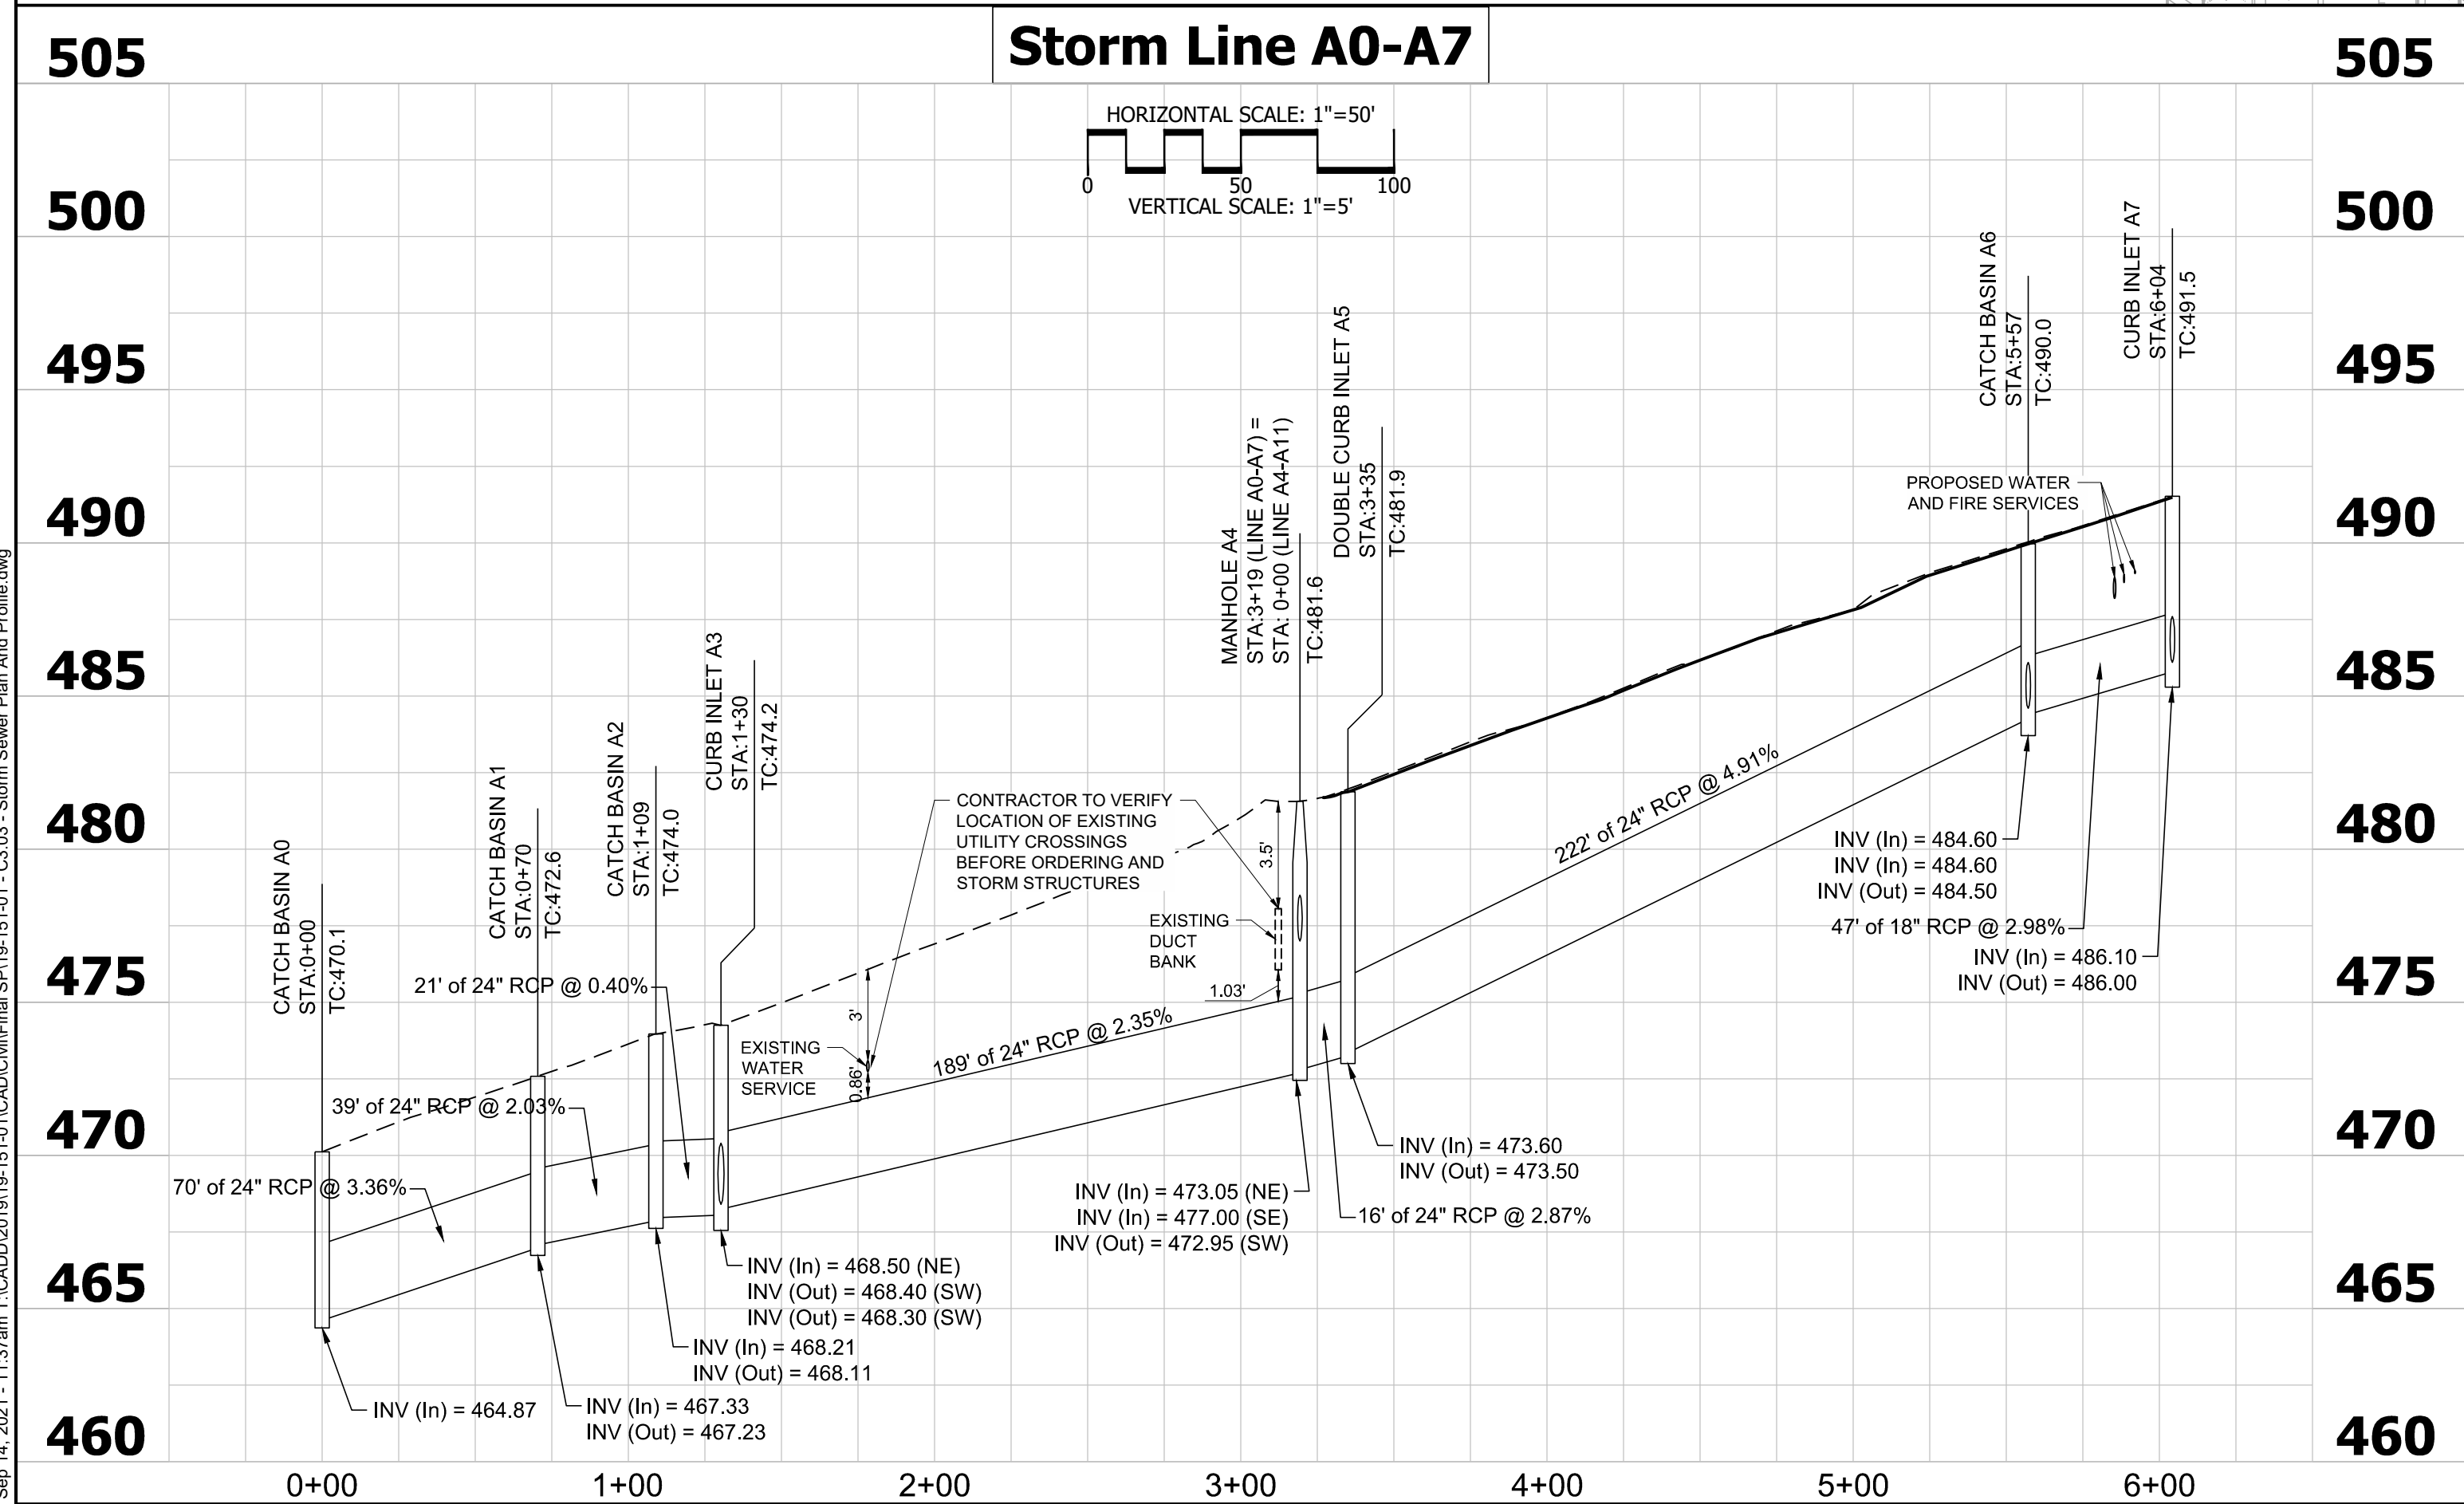 Storm Line A0-A7
HORIZONTAL SCALE: 1"=50'
0 50 100
VERTICAL SCALE: 1"=5'
505
500
495
490
485
480
475
470
465
460
505
500
495
490
485
480
475
470
465
460
CATCH BASIN A0
STA:0+00
TC:470.1
CATCH BASIN A1
STA:0+70
TC:472.6
CATCH BASIN A2
STA:1+09
TC:474.0
CURB INLET A3
STA:1+30
TC:474.2
MANHOLE A4
STA:3+19 (LINE A0-A7) =
STA: 0+00 (LINE A4-A11)
TC:481.6
DOUBLE CURB INLET A5
STA:3+35
TC:481.9
CATCH BASIN A6
STA:5+57
TC:490.0
CURB INLET A7
STA:6+04
TC:491.5
PROPOSED WATER
AND FIRE SERVICES
CONTRACTOR TO VERIFY
LOCATION OF EXISTING
UTILITY CROSSINGS
BEFORE ORDERING AND
STORM STRUCTURES
3.5'
EXISTING
DUCT
BANK
1.03'
3'
EXISTING
WATER
SERVICE
0.86'
70' of 24" RCP @ 3.36%
39' of 24" RCP @ 2.03%
21' of 24" RCP @ 0.40%
189' of 24" RCP @ 2.35%
16' of 24" RCP @ 2.87%
222' of 24" RCP @ 4.91%
47' of 18" RCP @ 2.98%
INV (In) = 464.87
INV (In) = 467.33
INV (Out) = 467.23
INV (In) = 468.21
INV (Out) = 468.11
INV (In) = 468.50 (NE)
INV (Out) = 468.40 (SW)
INV (Out) = 468.30 (SW)
INV (In) = 473.05 (NE)
INV (In) = 477.00 (SE)
INV (Out) = 472.95 (SW)
INV (In) = 473.60
INV (Out) = 473.50
INV (In) = 484.60
INV (In) = 484.60
INV (Out) = 484.50
INV (In) = 486.10
INV (Out) = 486.00
0+00 1+00 2+00 3+00 4+00 5+00 6+00